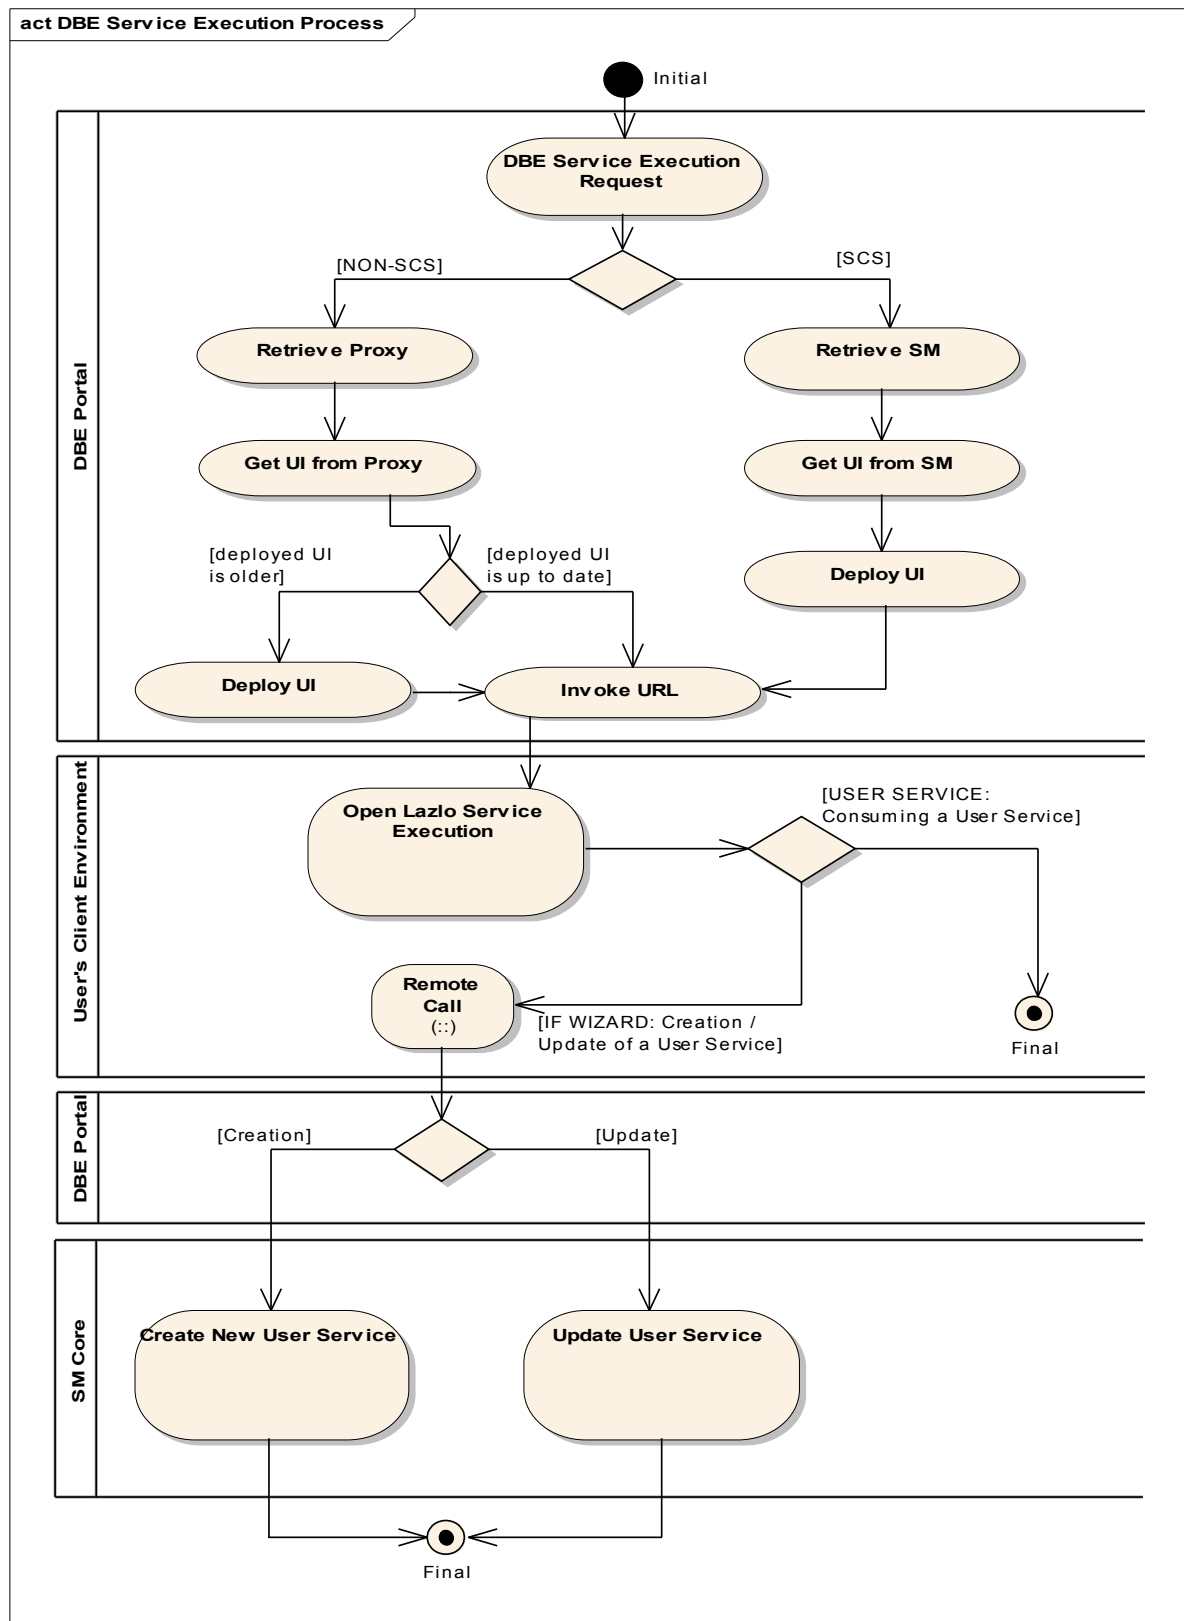 act DBE Service Execution Process
Initial
DBE Portal
DBE Service Execution
Request
[NON-SCS]
[SCS]
Retrieve Proxy
Retrieve SM
Get UI from Proxy
Get UI from SM
[deployed UI
is older]
[deployed UI
is up to date]
Deploy UI
Deploy UI
Invoke URL
User's Client Environment
Open Lazlo Service
Execution
[USER SERVICE:
Consuming a User Service]
Remote
Call
(::)
[IF WIZARD: Creation /
Update of a User Service]
Final
DBE Portal
[Creation]
[Update]
SM Core
Create New User Service
Update User Service
Final